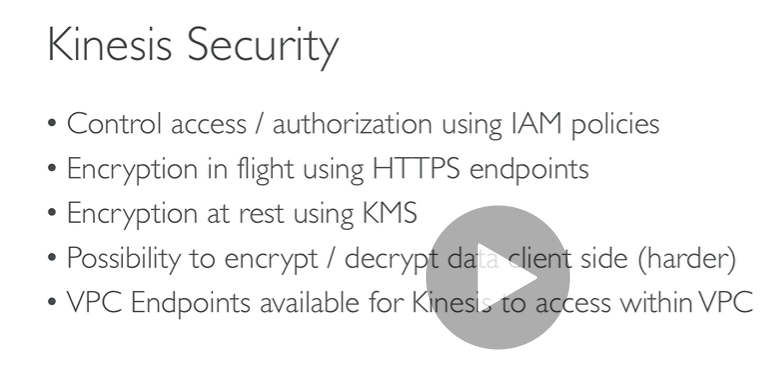 Kinesis Security
• Control access / authorization using IAM policies
• Encryption in flight using HTTPS endpoints
• Encryption at rest using KMS
• Possibility to encrypt / decrypt data client side (harder)
• VPC Endpoints available for Kinesis to access within VPC